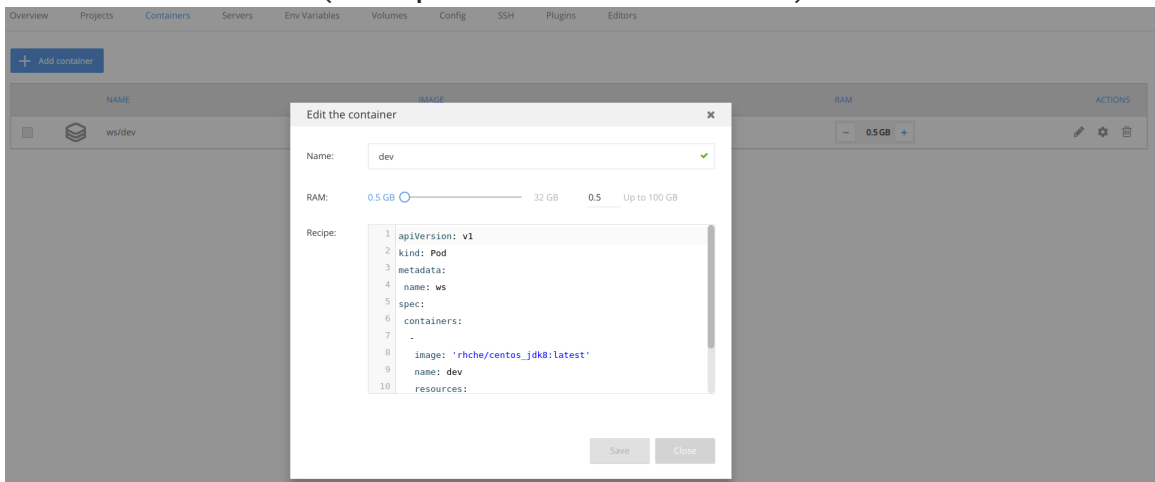 Overview Projects Containers Servers Env Variables Volumes Config SSH Plugins Editors
+ Add container
NAME IMAGE RAM ACTIONS
ws/dev - 0.5 GB +
Edit the container
Name: dev
RAM: 0.5 GB 32 GB 0.5 Up to 100 GB
Recipe:
1 apiVersion: v1
2 kind: Pod
3 metadata:
4 name: ws
5 spec:
6 containers:
7 -
8 image: 'rhche/centos_jdk8:latest'
9 name: dev
10 resources:
Save Close